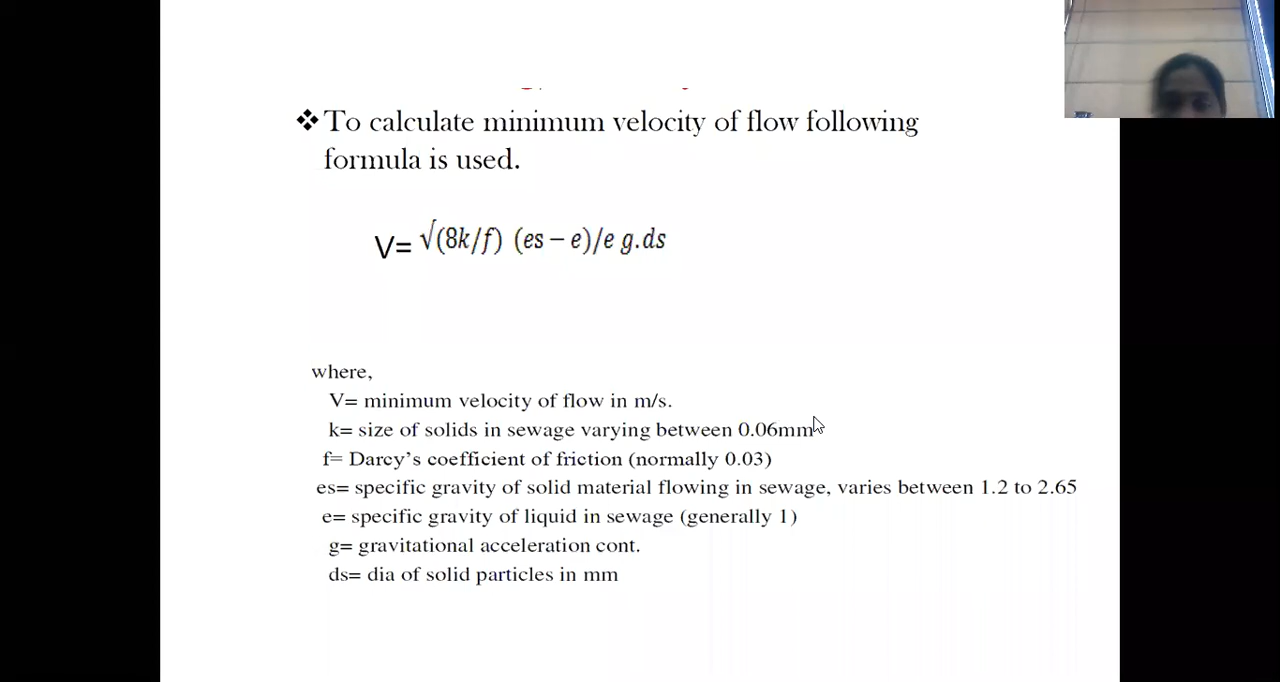 ❖To calculate minimum velocity of flow following
formula is used.
V= √(8k/f) (es – e)/e g.ds
where,
V= minimum velocity of flow in m/s.
k= size of solids in sewage varying between 0.06mm
f= Darcy’s coefficient of friction (normally 0.03)
es= specific gravity of solid material flowing in sewage, varies between 1.2 to 2.65
e= specific gravity of liquid in sewage (generally 1)
g= gravitational acceleration cont.
ds= dia of solid particles in mm